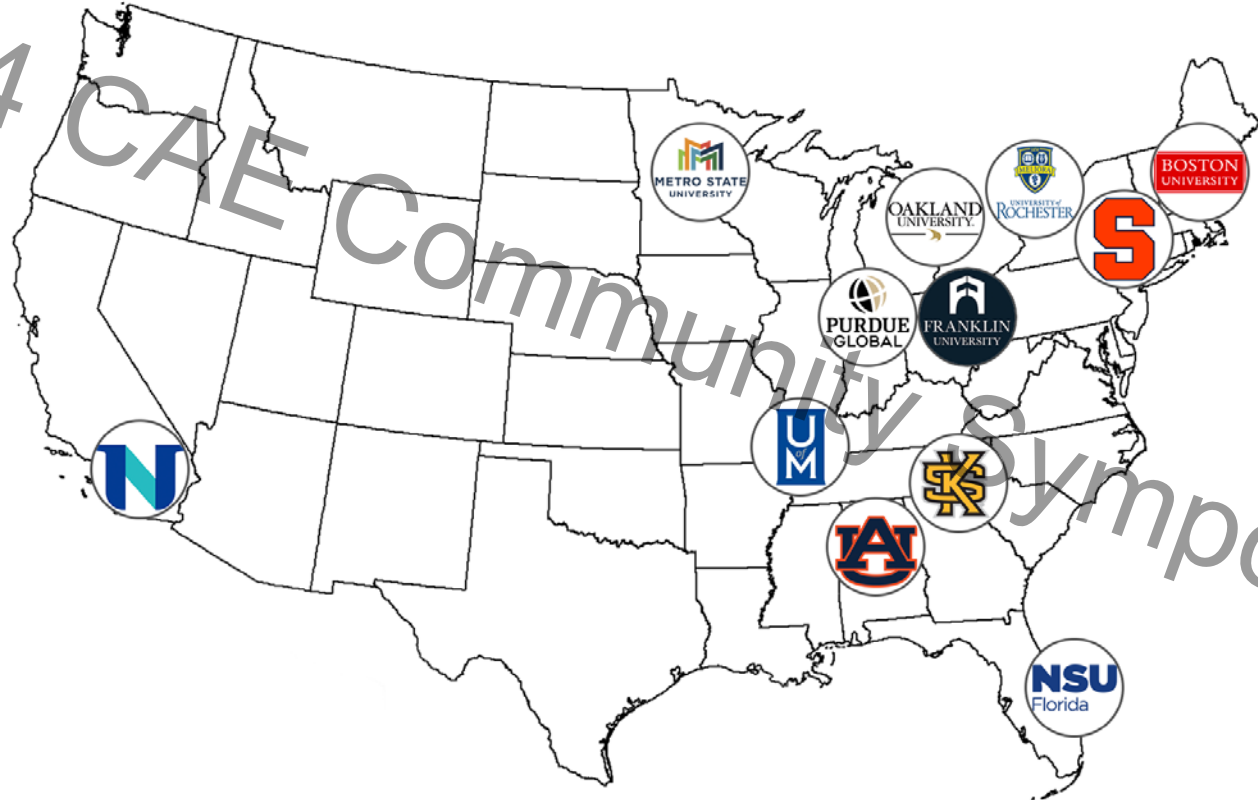 4 CAE Community Sympo
METRO STATE
UNIVERSITY
OAKLAND
UNIVERSITY.
MELIORA
UNIVERSITY of
ROCHESTER
BOSTON
UNIVERSITY
S
PURDUE
GLOBAL
FRANKLIN
UNIVERSITY
N
U
of
M
KS
AU
NSU
Florida